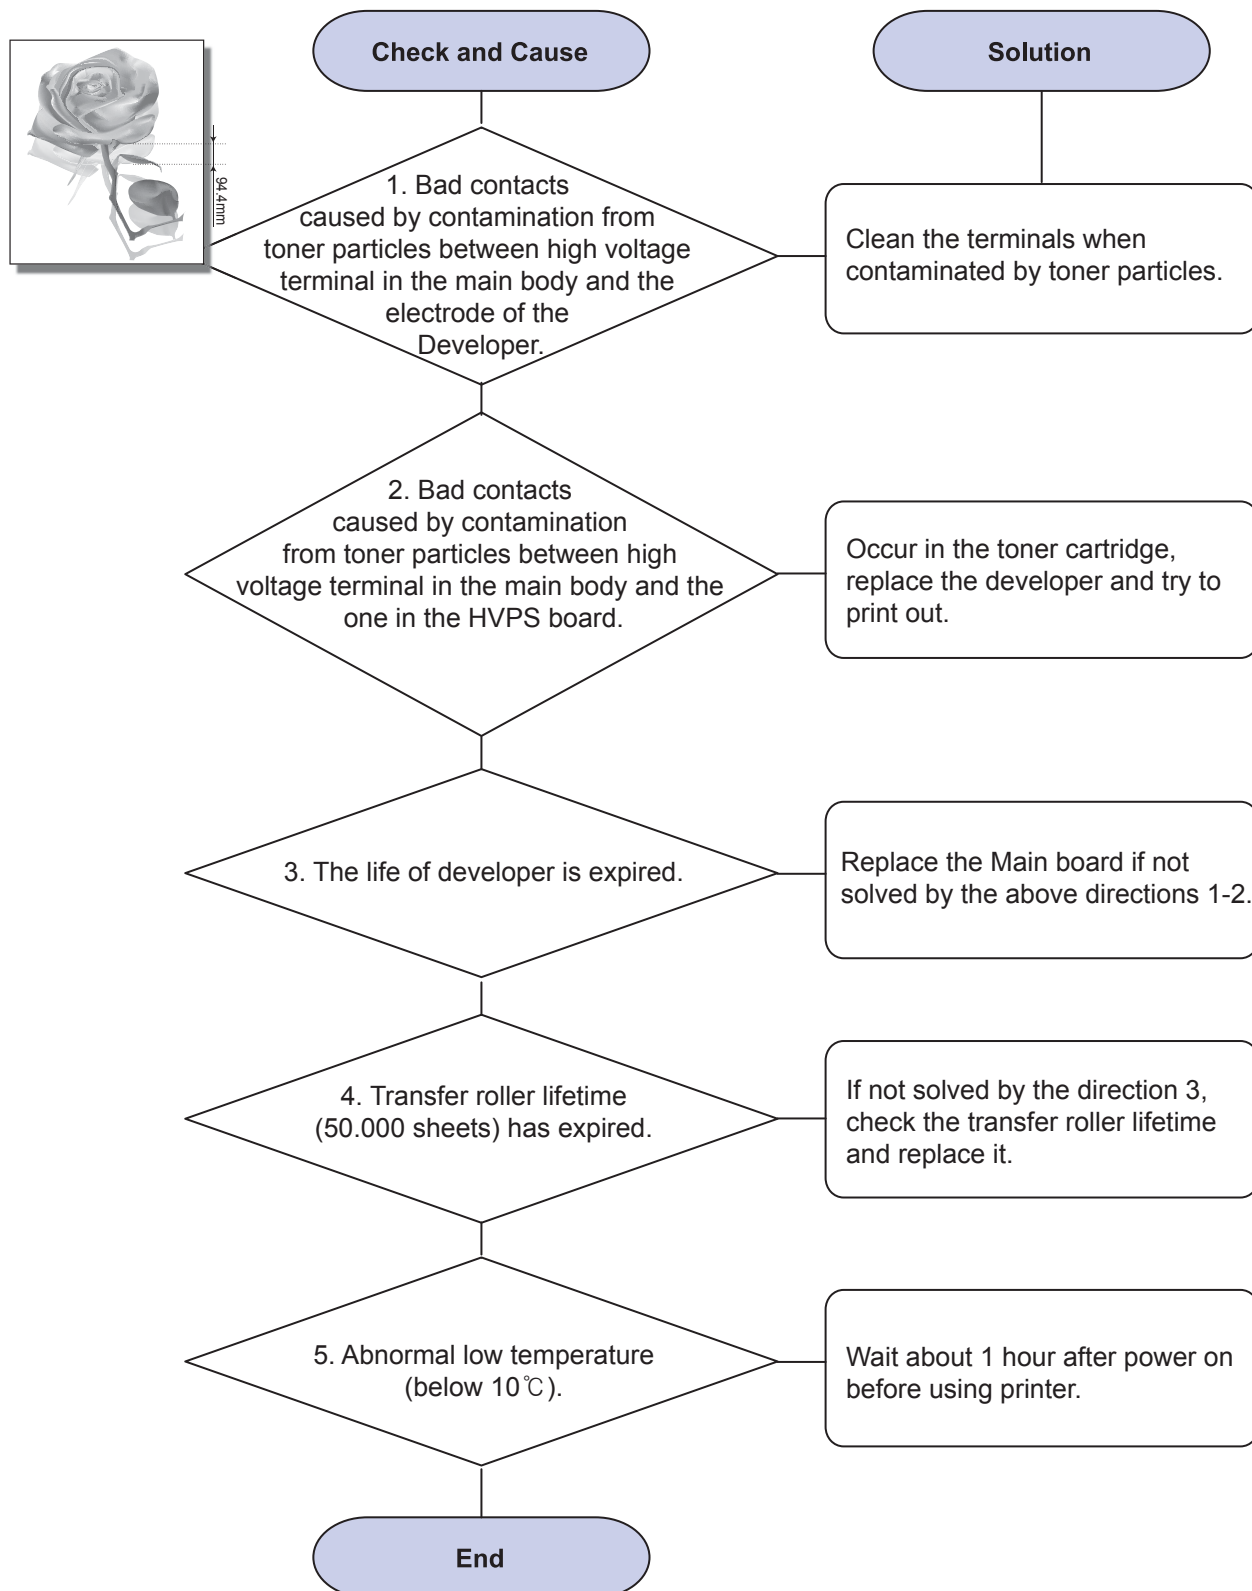 Check and Cause
Solution
94.4mm
1. Bad contacts
caused by contamination from
toner particles between high voltage
terminal in the main body and the
electrode of the
Developer.
Clean the terminals when
contaminated by toner particles.
2. Bad contacts
caused by contamination
from toner particles between high
voltage terminal in the main body and the
one in the HVPS board.
Occur in the toner cartridge,
replace the developer and try to
print out.
3. The life of developer is expired.
Replace the Main board if not
solved by the above directions 1-2.
4. Transfer roller lifetime
(50.000 sheets) has expired.
If not solved by the direction 3,
check the transfer roller lifetime
and replace it.
5. Abnormal low temperature
(below 10℃).
Wait about 1 hour after power on
before using printer.
End